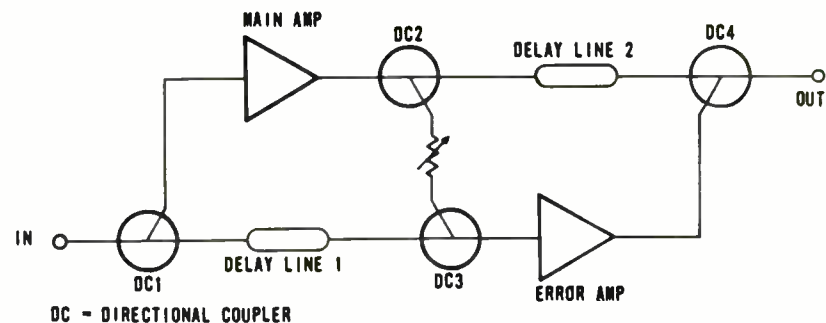 MAIN AMP
DC2
DELAY LINE 2
DC4
OUT
IN
DC1
DELAY LINE 1
DC3
ERROR AMP
DC = DIRECTIONAL COUPLER